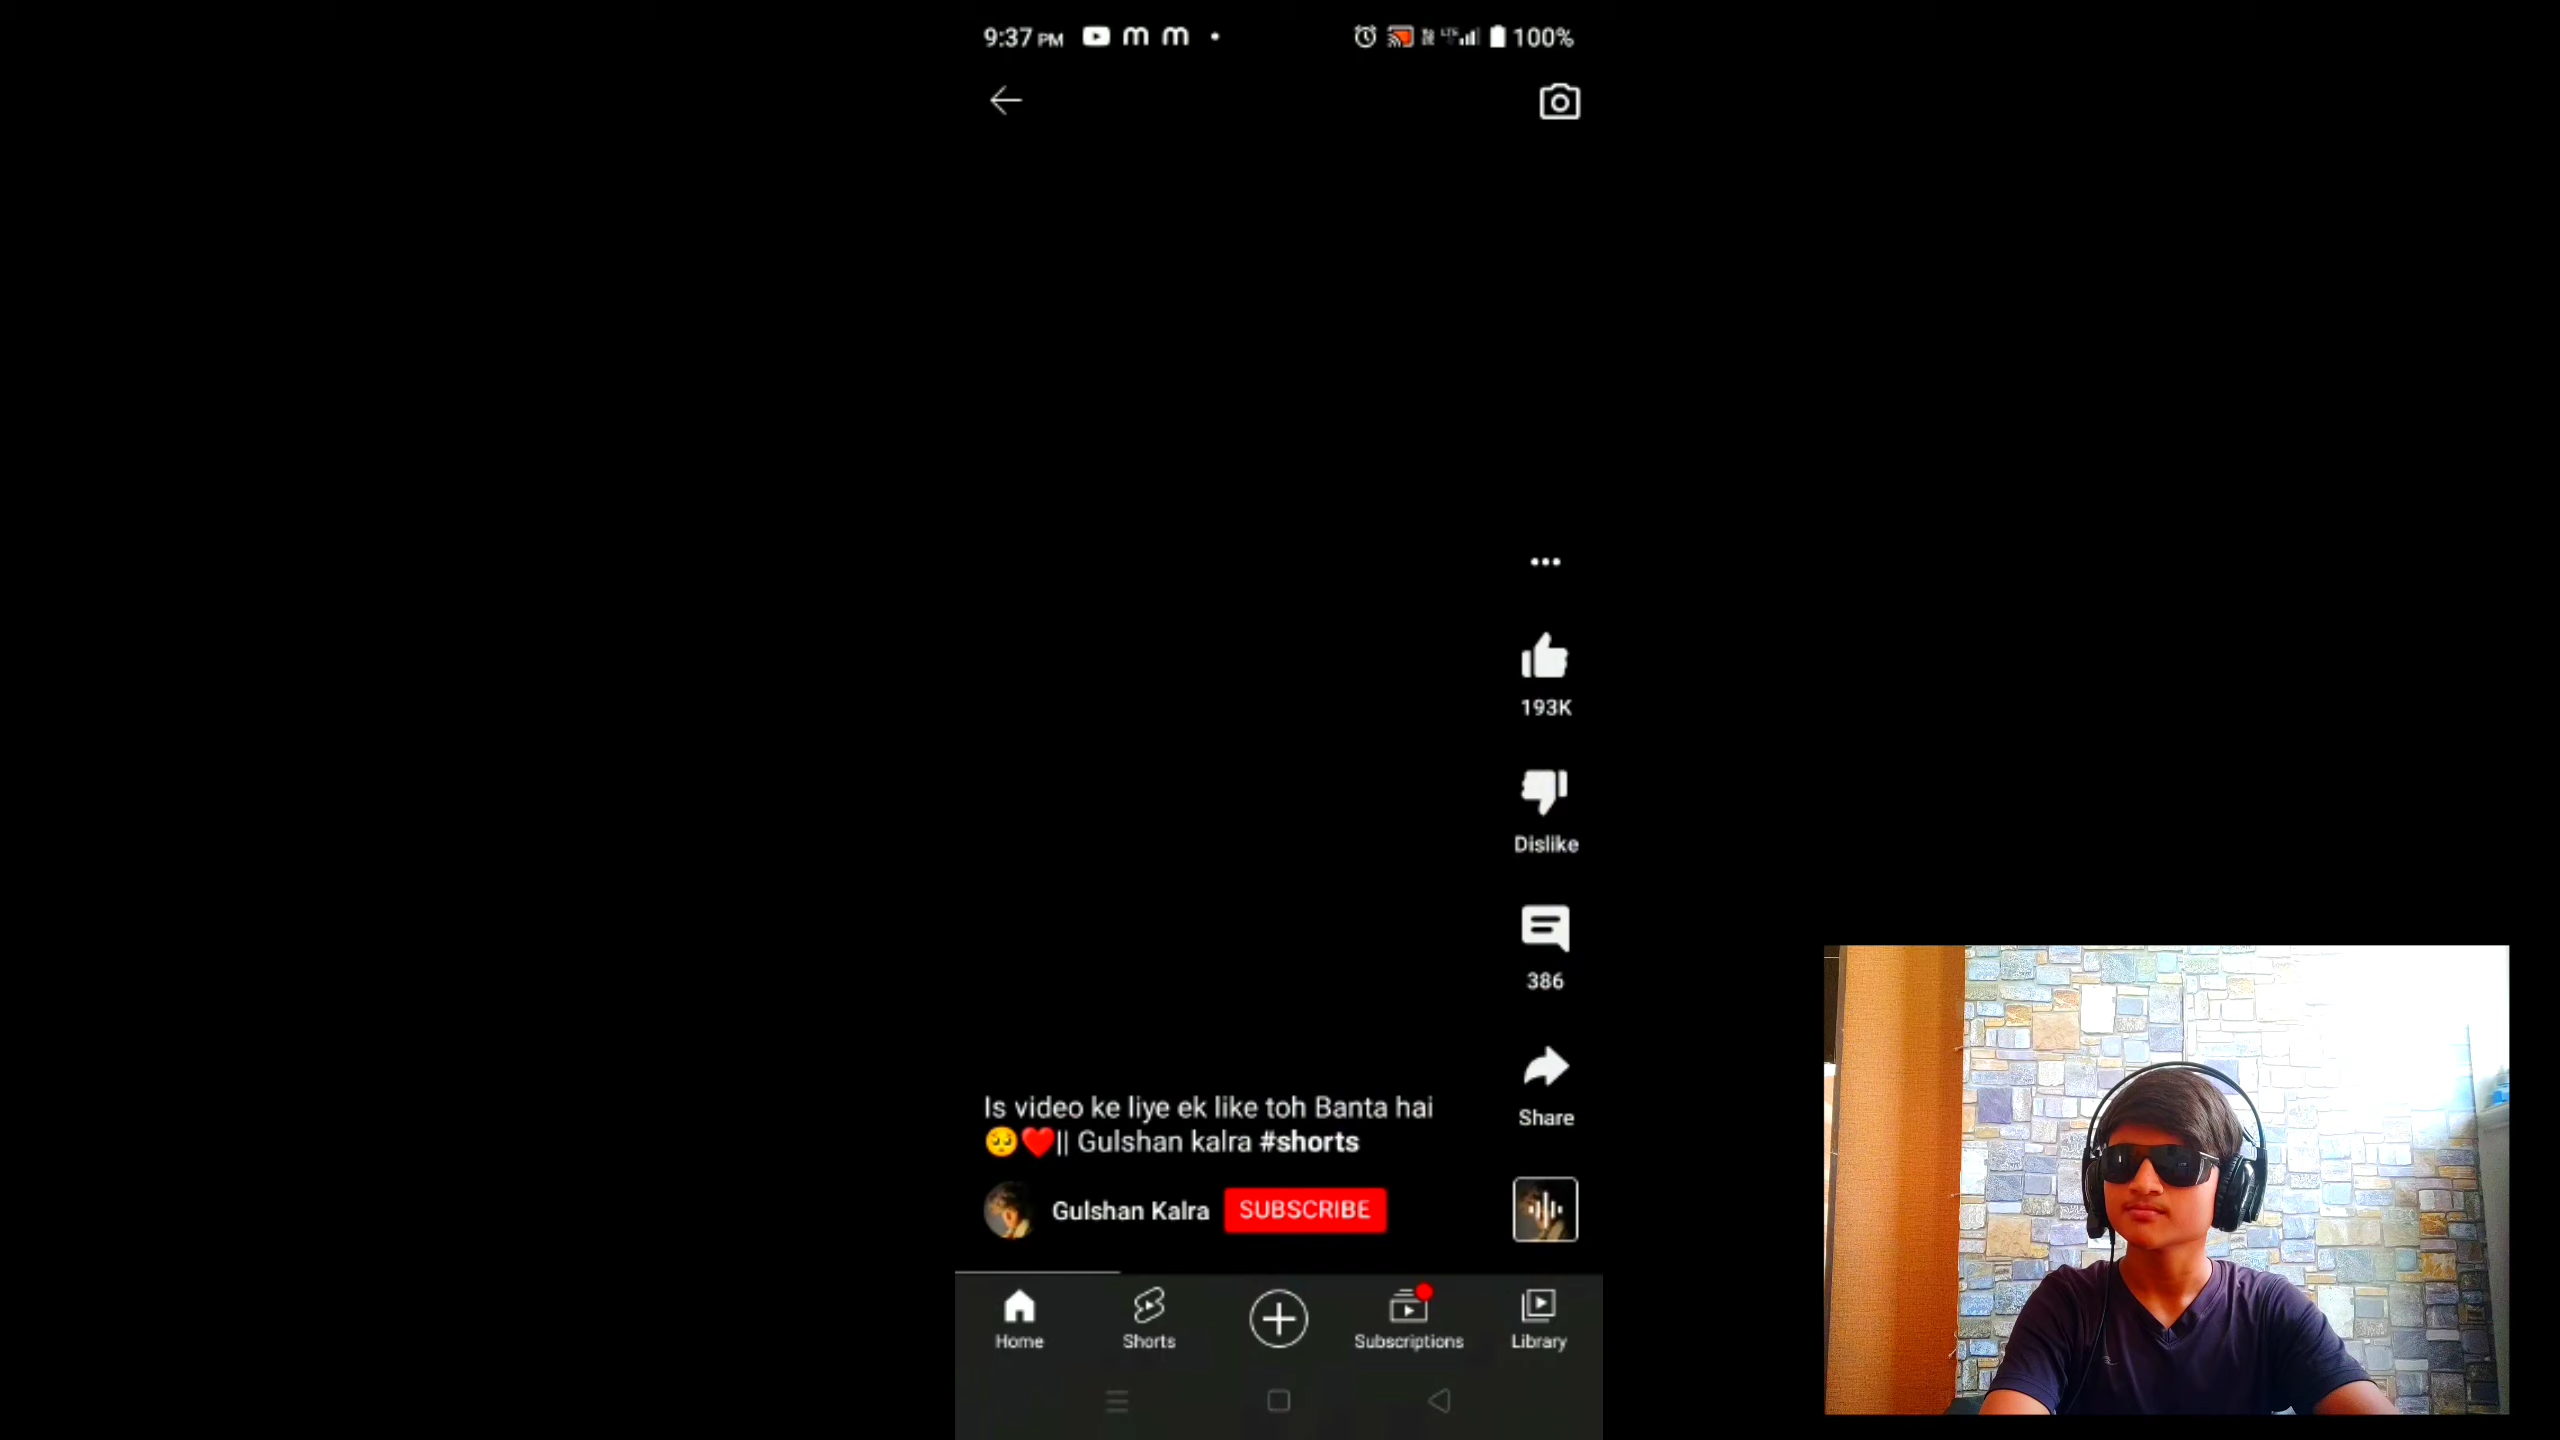 9:37 PM m m 100%
193K
Dislike
386
Share
Is video ke liye ek like toh Banta hai
🥺❤️|| Gulshan kalra #shorts
Gulshan Kalra SUBSCRIBE
Home Shorts Subscriptions Library